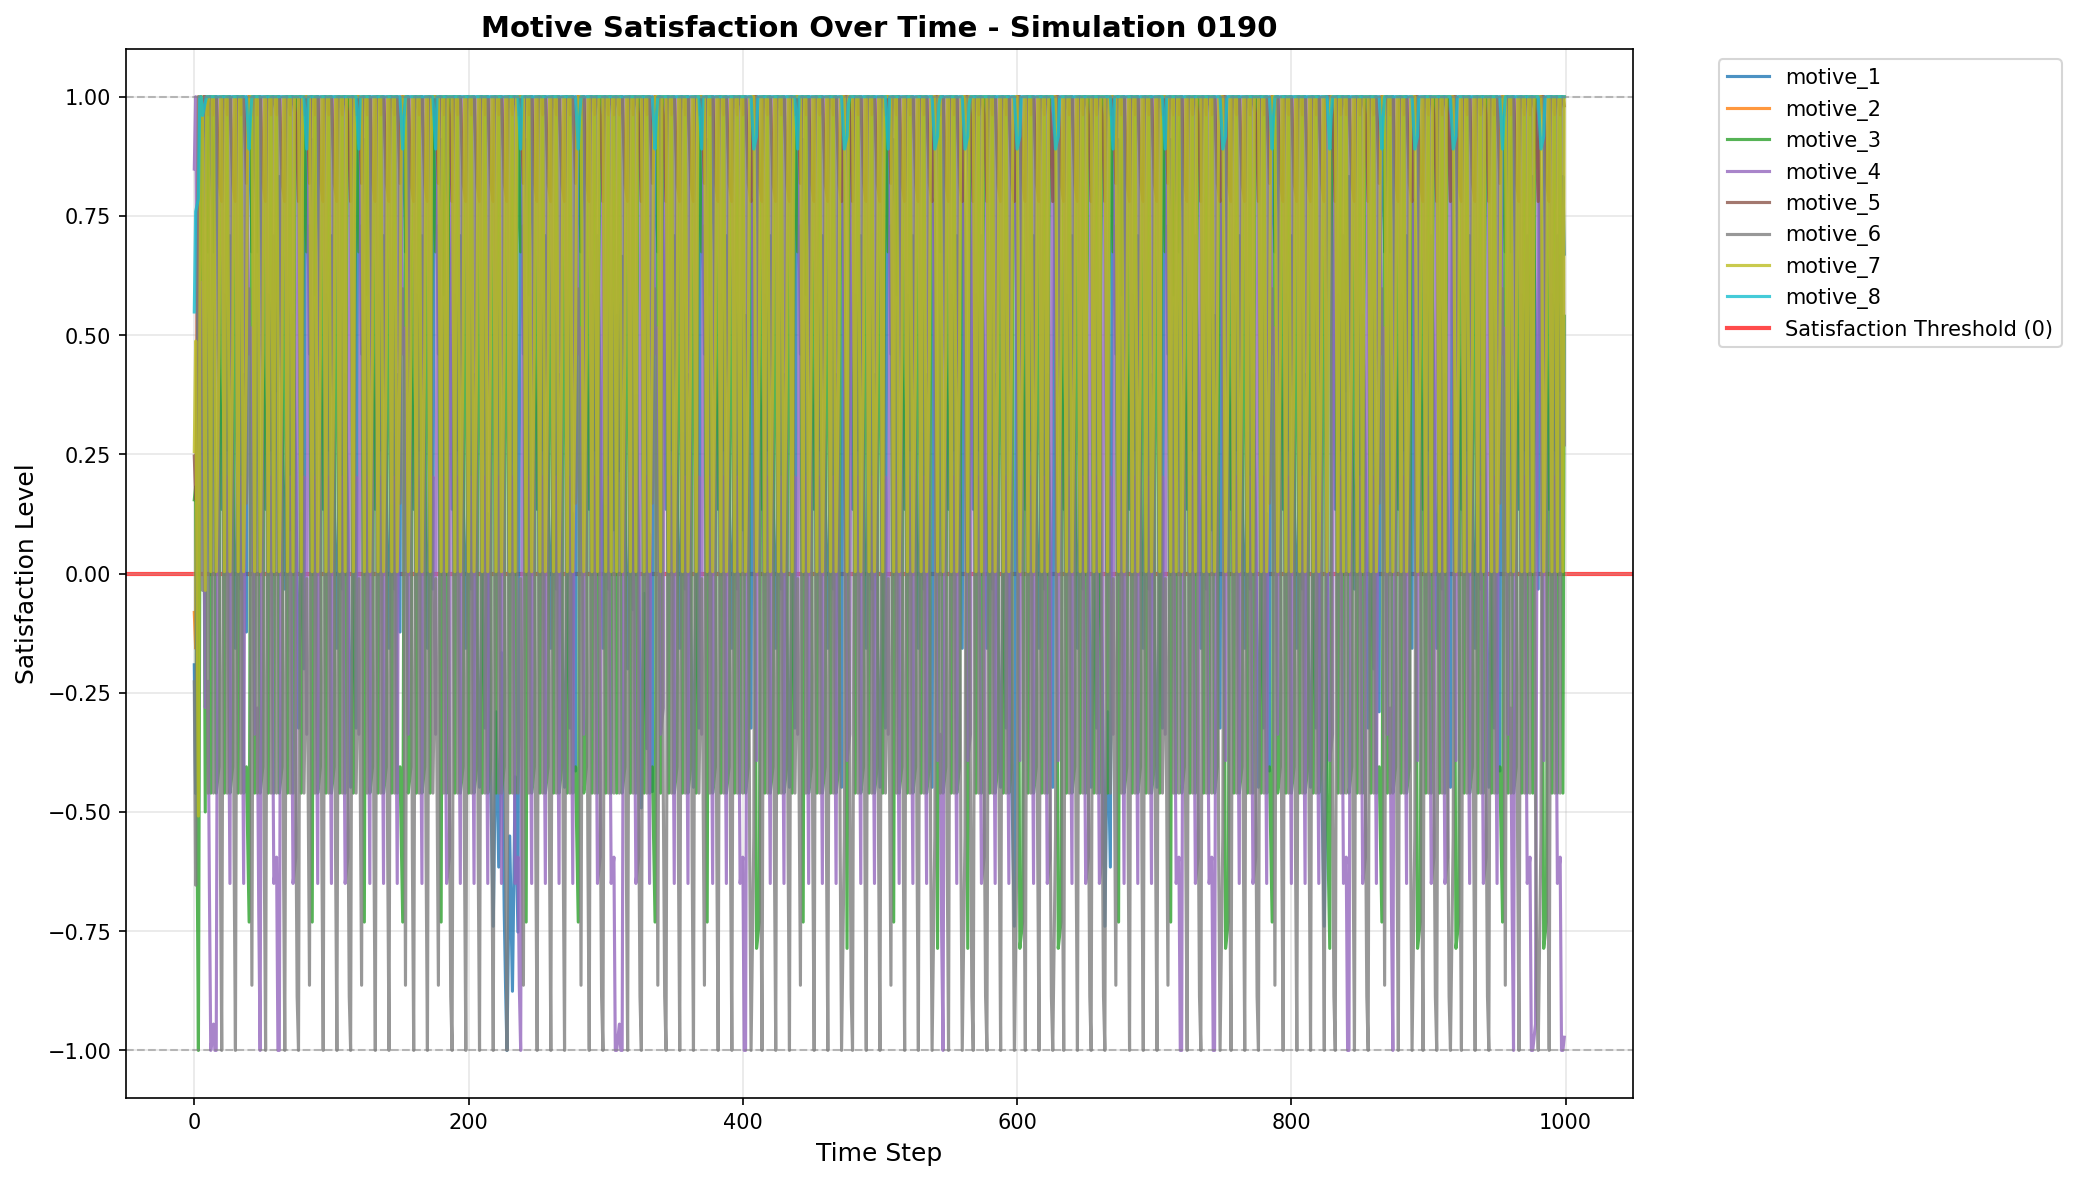 Motive Satisfaction Over Time - Simulation 0190
motive_1
motive_2
motive_3
motive_4
motive_5
motive_6
motive_7
motive_8
Satisfaction Threshold (0)
Satisfaction Level
1.00
0.75
0.50
0.25
0.00
−0.25
−0.50
−0.75
−1.00
0
200
400
600
800
1000
Time Step